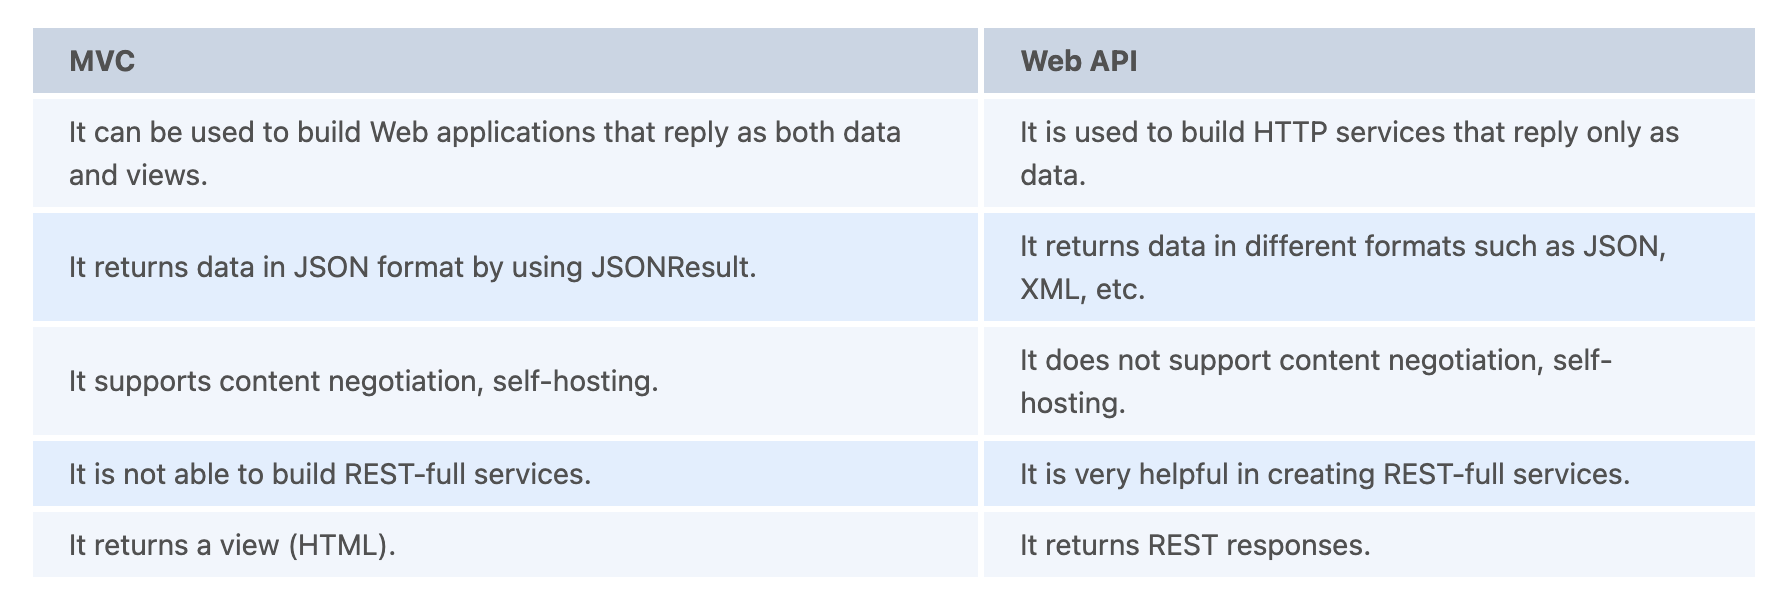 MVC
Web API
It can be used to build Web applications that reply as both data
and views.
It is used to build HTTP services that reply only as
data.
It returns data in JSON format by using JSONResult.
It returns data in different formats such as JSON,
XML, etc.
It supports content negotiation, self-hosting.
It does not support content negotiation, self-
hosting.
It is not able to build REST-full services.
It is very helpful in creating REST-full services.
It returns a view (HTML).
It returns REST responses.